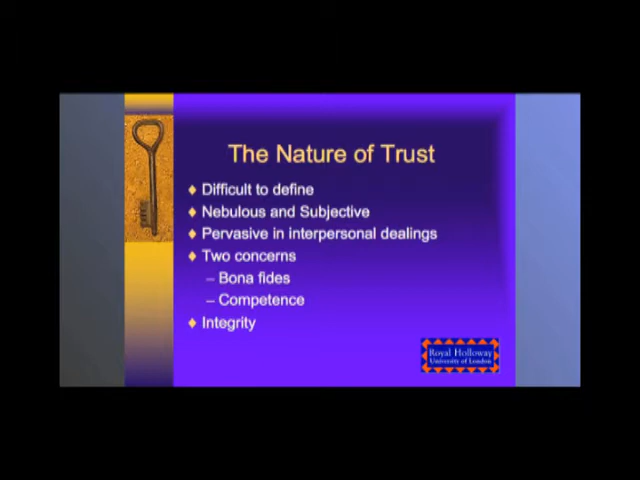 The Nature of Trust
Difficult to define
Nebulous and Subjective
Pervasive in interpersonal dealings
Two concerns
– Bona fides
– Competence
Integrity
Royal Holloway
University of London